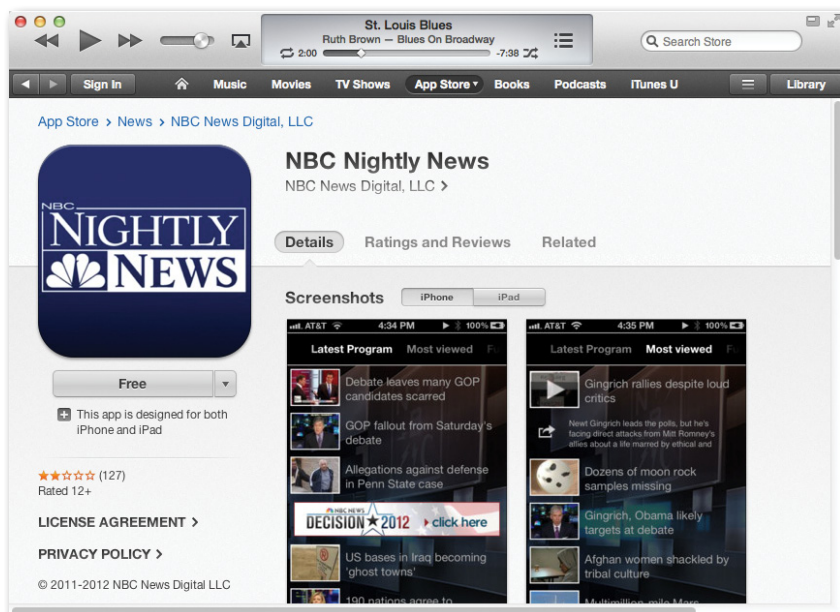 St. Louis Blues
Ruth Brown — Blues On Broadway
2:00
-7:38
Search Store
Sign In
Music
Movies
TV Shows
App Store
Books
Podcasts
iTunes U
Library
App Store > News > NBC News Digital, LLC
NBC
NIGHTLY
NEWS
NBC Nightly News
NBC News Digital, LLC >
Details
Ratings and Reviews
Related
Screenshots
iPhone
iPad
Free
This app is designed for both
iPhone and iPad
(127)
Rated 12+
LICENSE AGREEMENT >
PRIVACY POLICY >
© 2011-2012 NBC News Digital LLC
AT&T 4:34 PM 100%
Latest Program Most viewed Fu
Debate leaves many GOP
candidates scarred
GOP fallout from Saturday's
debate
Allegations against defense
in Penn State case
NBC NEWS
DECISION 2012 click here
US bases in Iraq becoming
'ghost towns'
190 nations agree to
AT&T 4:35 PM 100%
Latest Program Most viewed F
Gingrich rallies despite loud
critics
Newt Gingrich leads the polls, but he's
facing direct attacks from Mitt Romney's
allies about a life marred by ethical and
Dozens of moon rock
samples missing
Gingrich, Obama likely
targets at debate
Afghan women shackled by
tribal culture
Multimillion-mile Mars